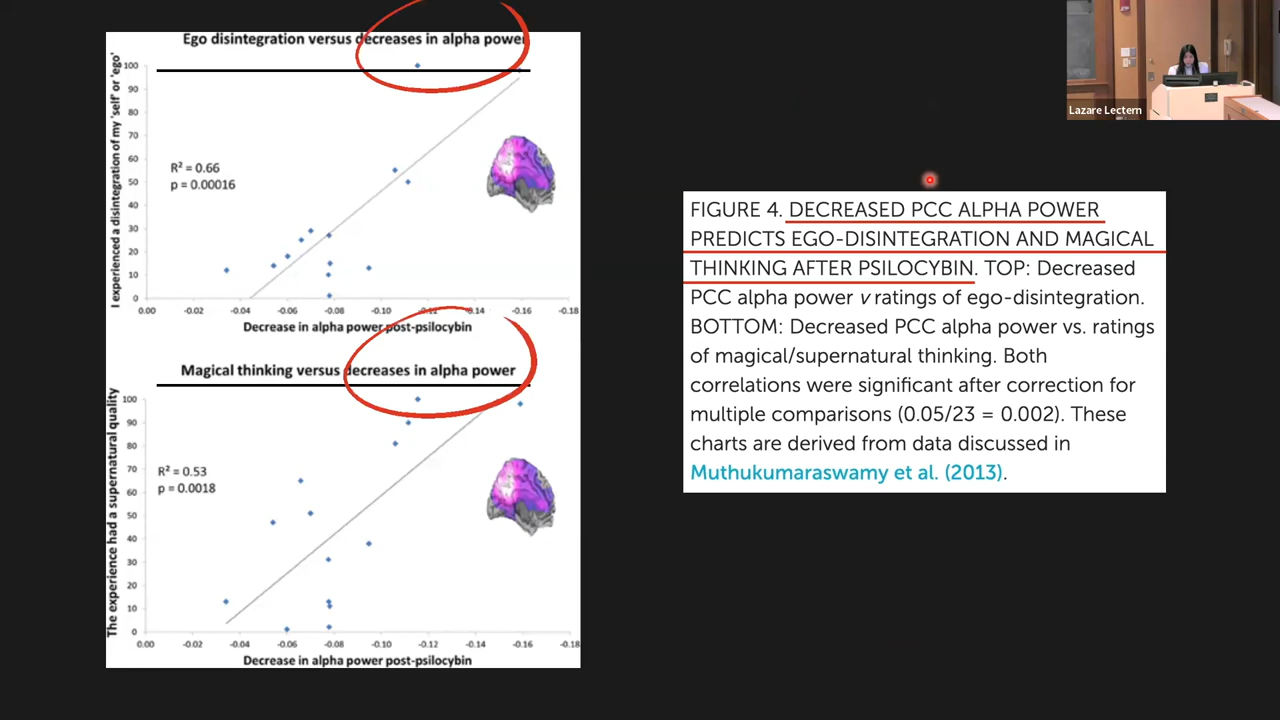 Ego disintegration versus decreases in alpha power
I experienced a disintegration of my 'self' or 'ego'
100
90
80
70
60
50
40
30
20
10
0
R² = 0.66
p = 0.00016
0.00
-0.02
-0.04
-0.06
-0.08
-0.10
-0.12
-0.14
-0.16
-0.18
Decrease in alpha power post-psilocybin
Magical thinking versus decreases in alpha power
The experience had a supernatural quality
100
90
80
70
60
50
40
30
20
10
0
R² = 0.53
p = 0.0018
0.00
-0.02
-0.04
-0.06
-0.08
-0.10
-0.12
-0.14
-0.16
-0.18
Decrease in alpha power post-psilocybin
Lazare Lectern
FIGURE 4. DECREASED PCC ALPHA POWER
PREDICTS EGO-DISINTEGRATION AND MAGICAL
THINKING AFTER PSILOCYBIN. TOP: Decreased
PCC alpha power v ratings of ego-disintegration.
BOTTOM: Decreased PCC alpha power vs. ratings
of magical/supernatural thinking. Both
correlations were significant after correction for
multiple comparisons (0.05/23 = 0.002). These
charts are derived from data discussed in
Muthukumaraswamy et al. (2013).